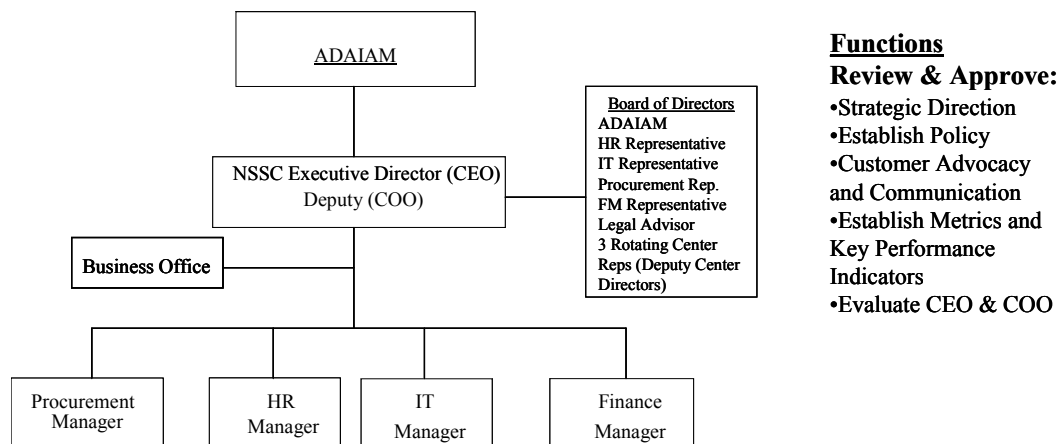 ADAIAM
Board of Directors
ADAIAM
HR Representative
IT Representative
Procurement Rep.
FM Representative
Legal Advisor
3 Rotating Center
Reps (Deputy Center
Directors)
NSSC Executive Director (CEO)
Deputy (COO)
Business Office
Procurement
Manager
HR
Manager
IT
Manager
Finance
Manager
Functions
Review & Approve:
•Strategic Direction
•Establish Policy
•Customer Advocacy
and Communication
•Establish Metrics and
Key Performance
Indicators
•Evaluate CEO & COO